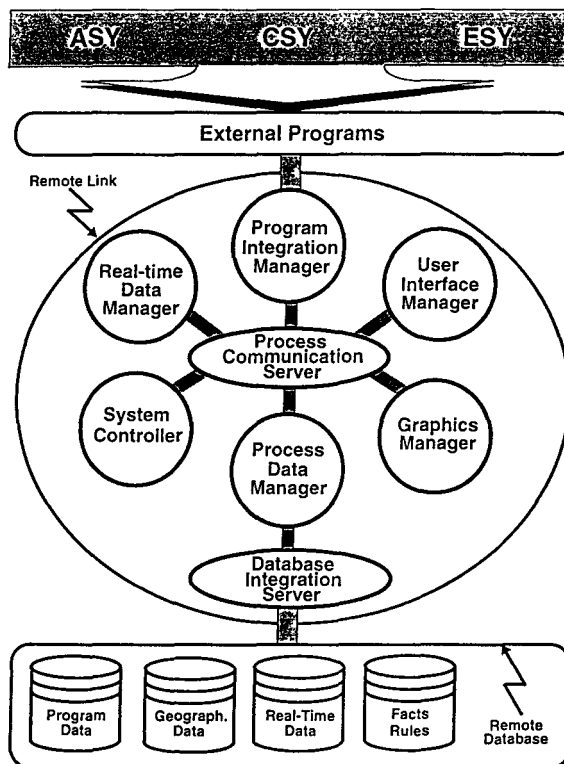 ASY CSY ESY
External Programs
Remote Link
Program
Integration
Manager
Real-time
Data
Manager
User
Interface
Manager
Process
Communication
Server
System
Controller
Graphics
Manager
Process
Data
Manager
Database
Integration
Server
Program
Data
Geograph.
Data
Real-Time
Data
Facts
Rules
Remote
Database